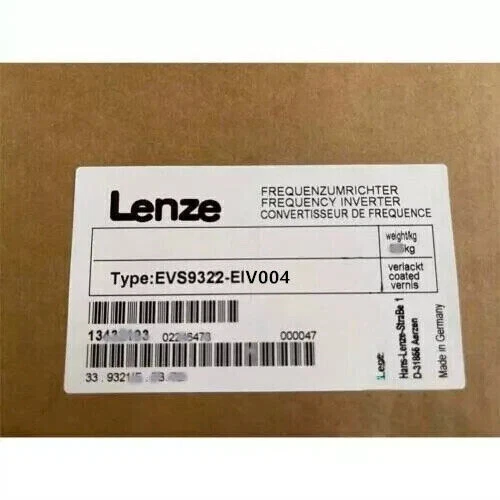 Lenze
FREQUENZUMRICHTER
FREQUENCY INVERTER
CONVERTISSEUR DE FREQUENCE
Type:EVS9322-EIV004
weight/kg
kg
verlackt
coated
vernis
000047
Lenze
Hans-Lenze-Straße 1
D-31855 Aerzen
Made in Germany